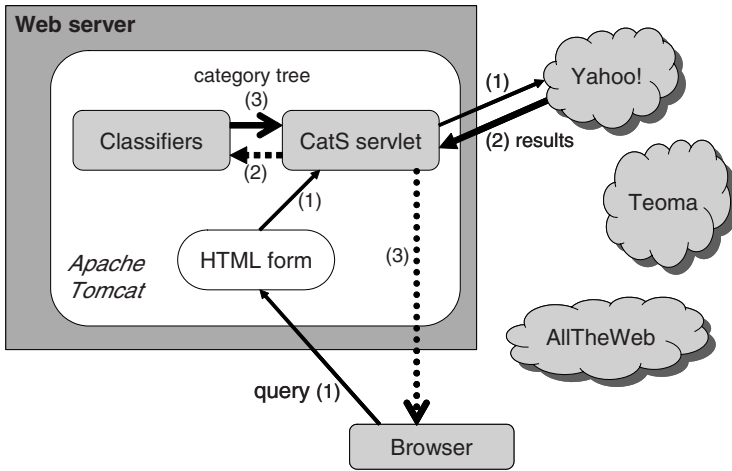 Web server
category tree
(3)
Classifiers
CatS servlet
(2)
(1)
Yahoo!
(2) results
(1)
Teoma
HTML form
(3)
Apache
Tomcat
AllTheWeb
query (1)
Browser